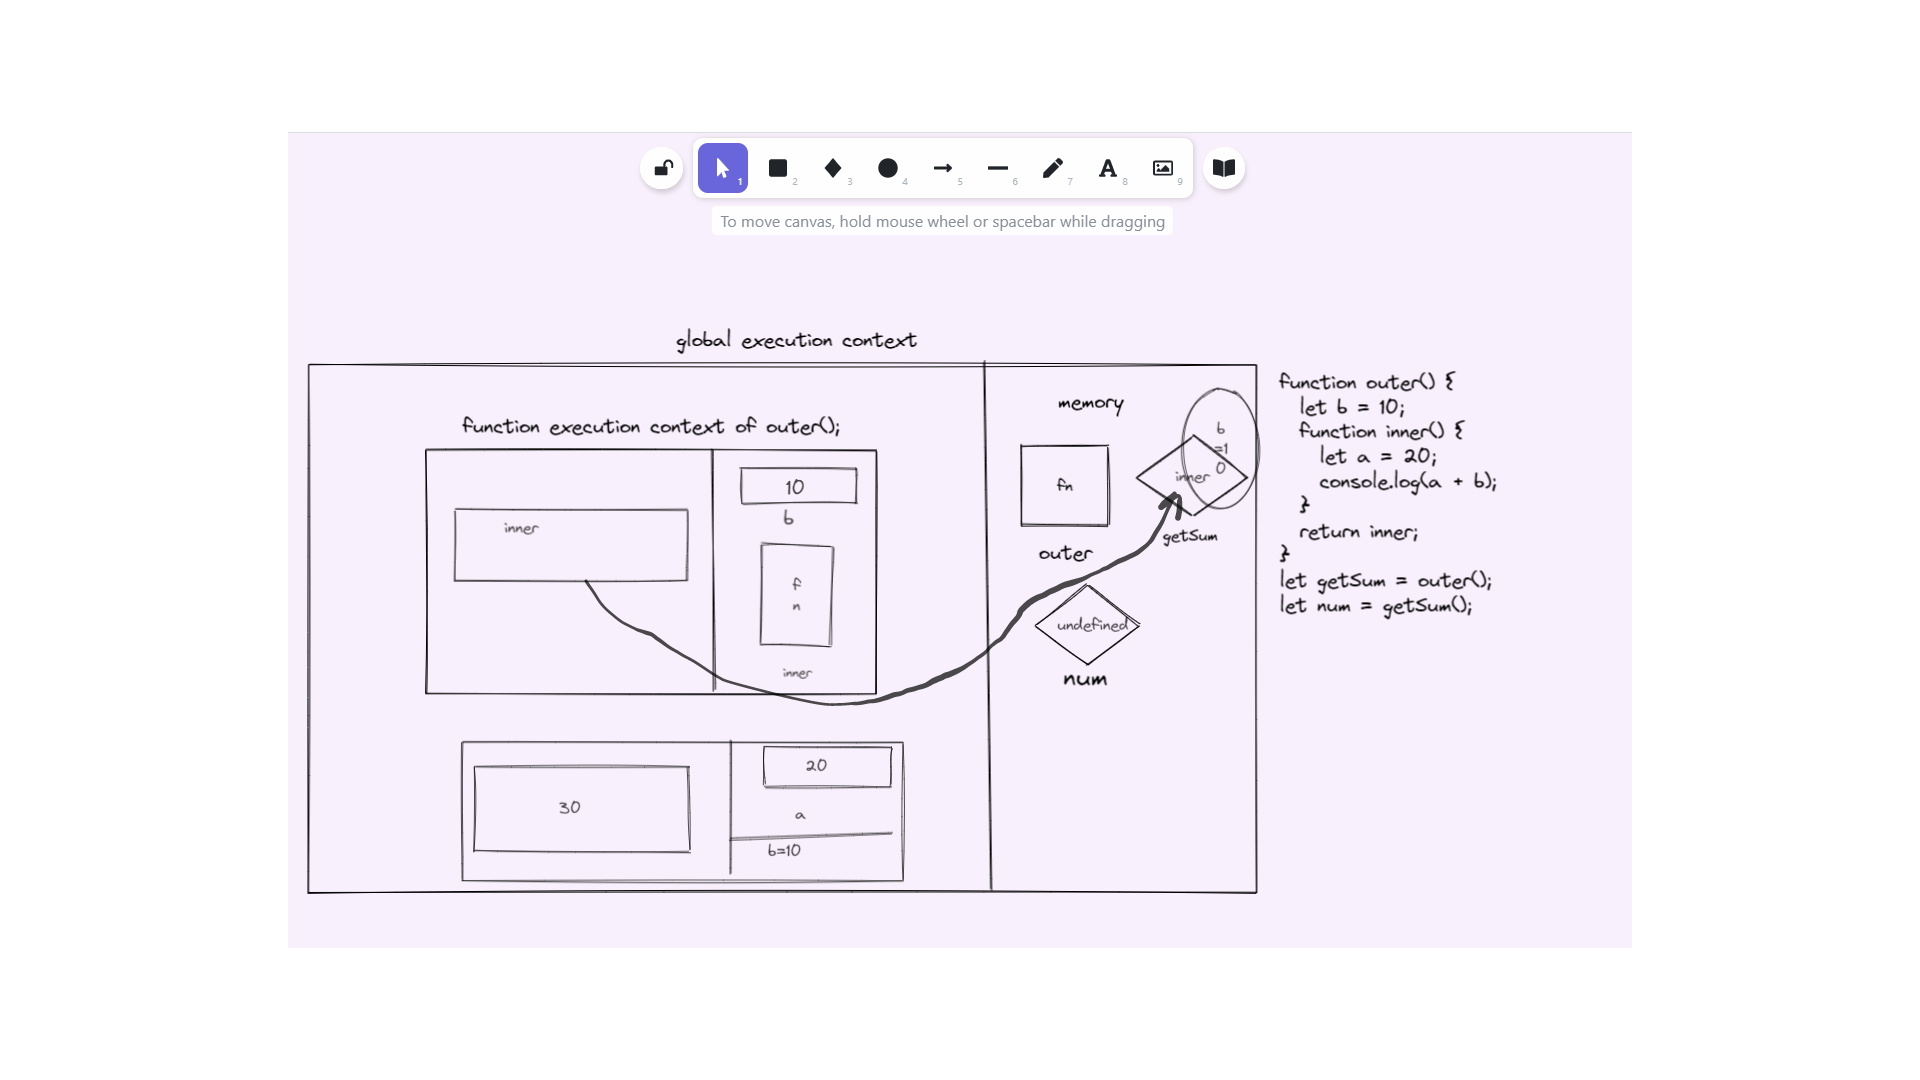 1
2
3
4
5
6
7
A
8
9
To move canvas, hold mouse wheel or spacebar while dragging
global execution context
function execution context of outer();
inner
10
b
f
n
inner
memory
fn
outer
b
=1
0
inner
getSum
undefined
num
30
20
a
b=10
function outer() {
let b = 10;
function inner() {
let a = 20;
console.log(a + b);
}
return inner;
}
let getSum = outer();
let num = getSum();